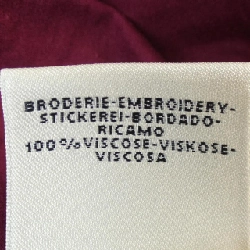 BRODERIE-EMBROIDERY-
STICKEREI-BORDADO-
RICAMO
100%VISCOSE-VISKOSE-
VISCOSA